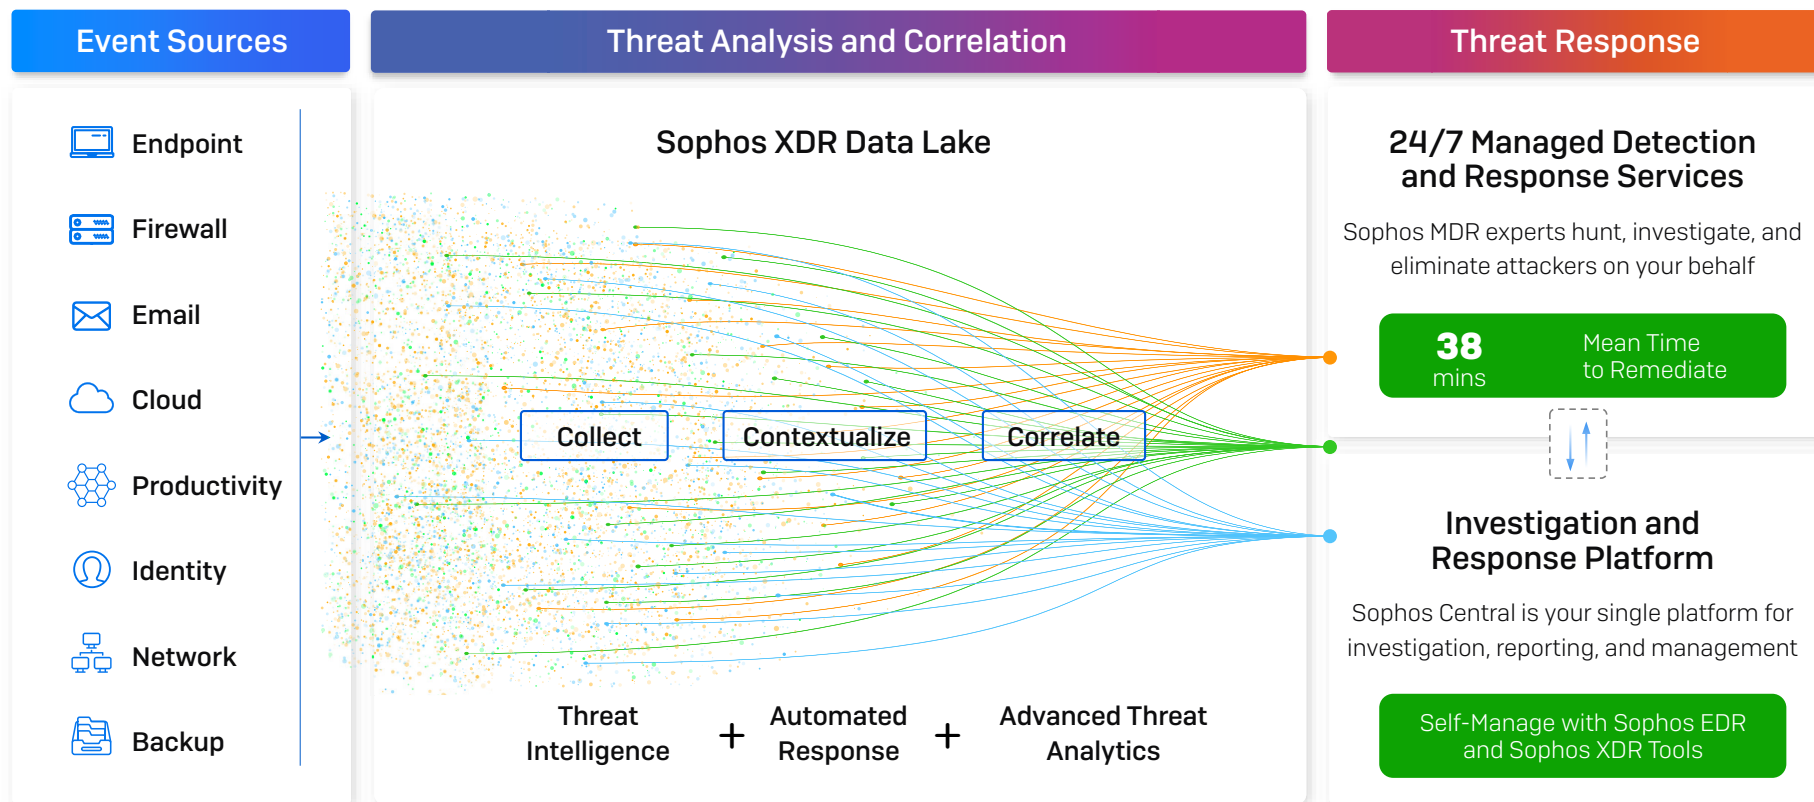 Event Sources
Endpoint
Firewall
Email
Cloud
Productivity
Identity
Network
Backup
Threat Analysis and Correlation
Sophos XDR Data Lake
Collect
Contextualize
Correlate
Threat
Intelligence
+
Automated
Response
+
Advanced Threat
Analytics
Threat Response
24/7 Managed Detection
and Response Services
Sophos MDR experts hunt, investigate, and
eliminate attackers on your behalf
38
mins
Mean Time
to Remediate
Investigation and
Response Platform
Sophos Central is your single platform for
investigation, reporting, and management
Self-Manage with Sophos EDR
and Sophos XDR Tools